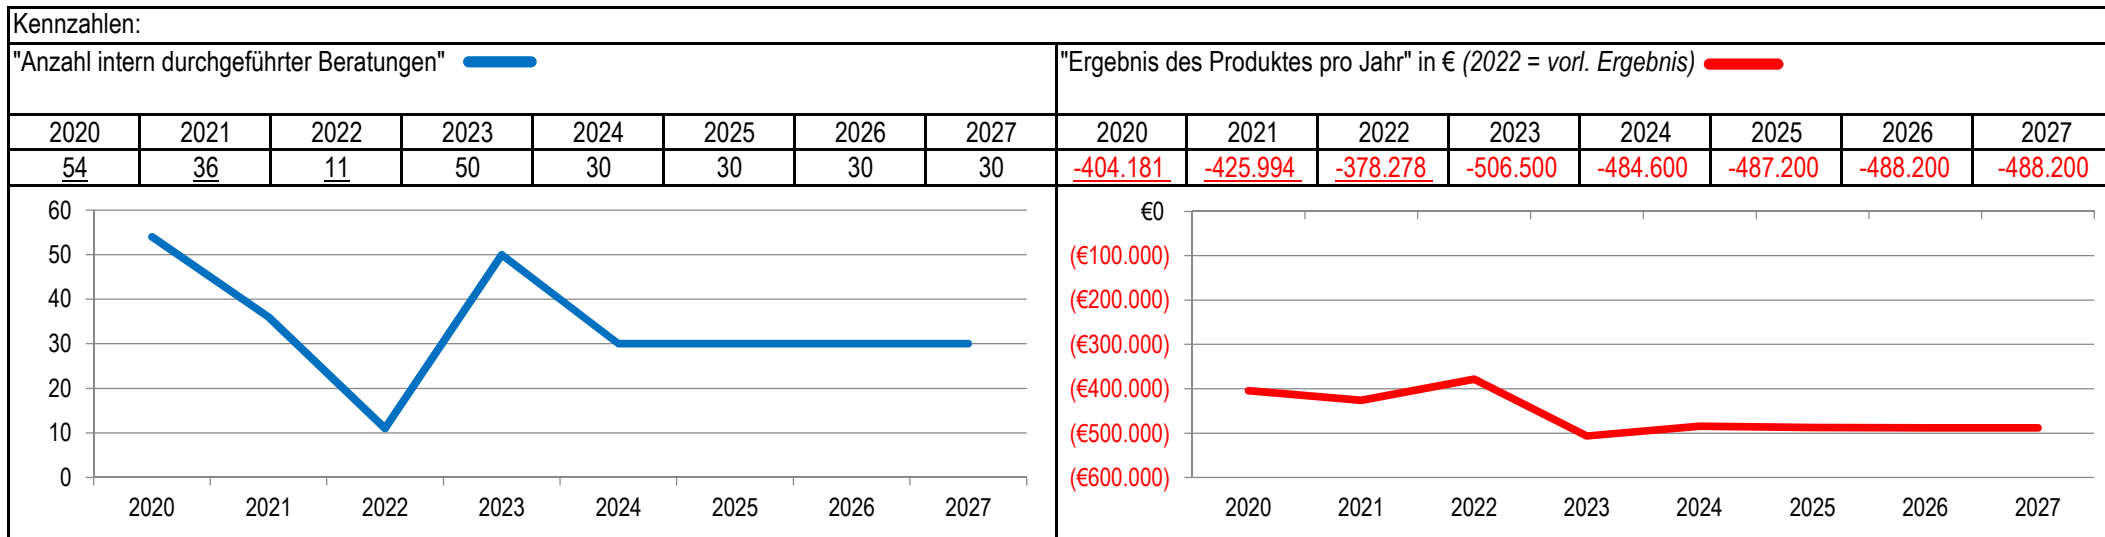 Kennzahlen:
"Anzahl intern durchgeführter Beratungen"
2020 2021 2022 2023 2024 2025 2026 2027
54 36 11 50 30 30 30 30
60
50
40
30
20
10
0
2020 2021 2022 2023 2024 2025 2026 2027
"Ergebnis des Produktes pro Jahr" in € (2022 = vorl. Ergebnis)
2020 2021 2022 2023 2024 2025 2026 2027
-404.181 -425.994 -378.278 -506.500 -484.600 -487.200 -488.200 -488.200
€0
(€100.000)
(€200.000)
(€300.000)
(€400.000)
(€500.000)
(€600.000)
2020 2021 2022 2023 2024 2025 2026 2027